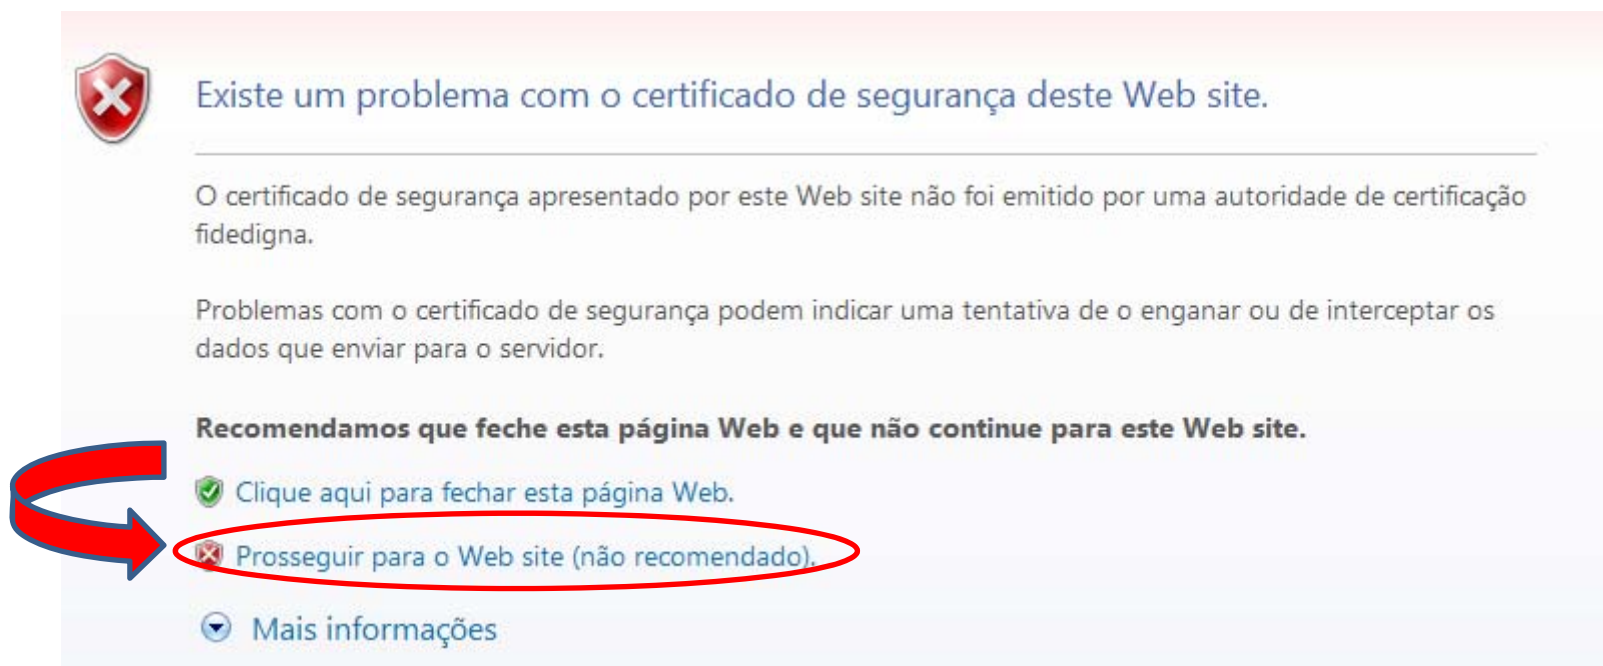 Existe um problema com o certificado de segurança deste Web site.
O certificado de segurança apresentado por este Web site não foi emitido por uma autoridade de certificação
fidedigna.
Problemas com o certificado de segurança podem indicar uma tentativa de o enganar ou de interceptar os
dados que enviar para o servidor.
Recomendamos que feche esta página Web e que não continue para este Web site.
Clique aqui para fechar esta página Web.
Prosseguir para o Web site (não recomendado).
Mais informações